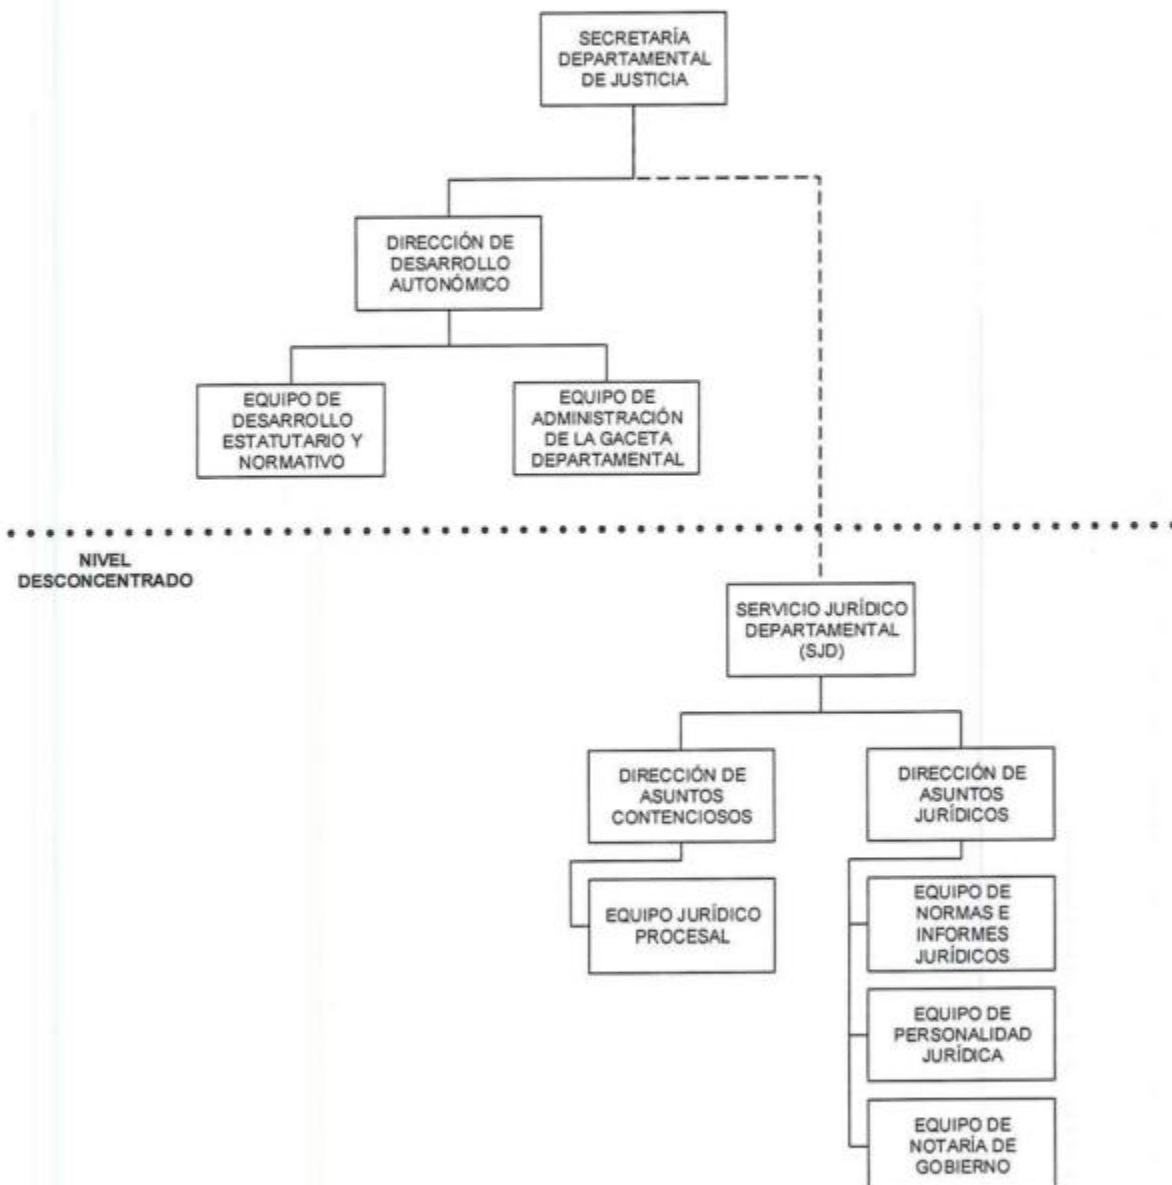 SECRETARÍA
DEPARTAMENTAL
DE JUSTICIA
DIRECCIÓN DE
DESARROLLO
AUTONÓMICO
EQUIPO DE
DESARROLLO
ESTATUTARIO Y
NORMATIVO
EQUIPO DE
ADMINISTRACIÓN
DE LA GACETA
DEPARTAMENTAL
NIVEL
DESCONCENTRADO
SERVICIO JURÍDICO
DEPARTAMENTAL
(SJD)
DIRECCIÓN DE
ASUNTOS
CONTENCIOSOS
EQUIPO JURÍDICO
PROCESAL
DIRECCIÓN DE
ASUNTOS
JURÍDICOS
EQUIPO DE
NORMAS E
INFORMES
JURÍDICOS
EQUIPO DE
PERSONALIDAD
JURÍDICA
EQUIPO DE
NOTARÍA DE
GOBIERNO